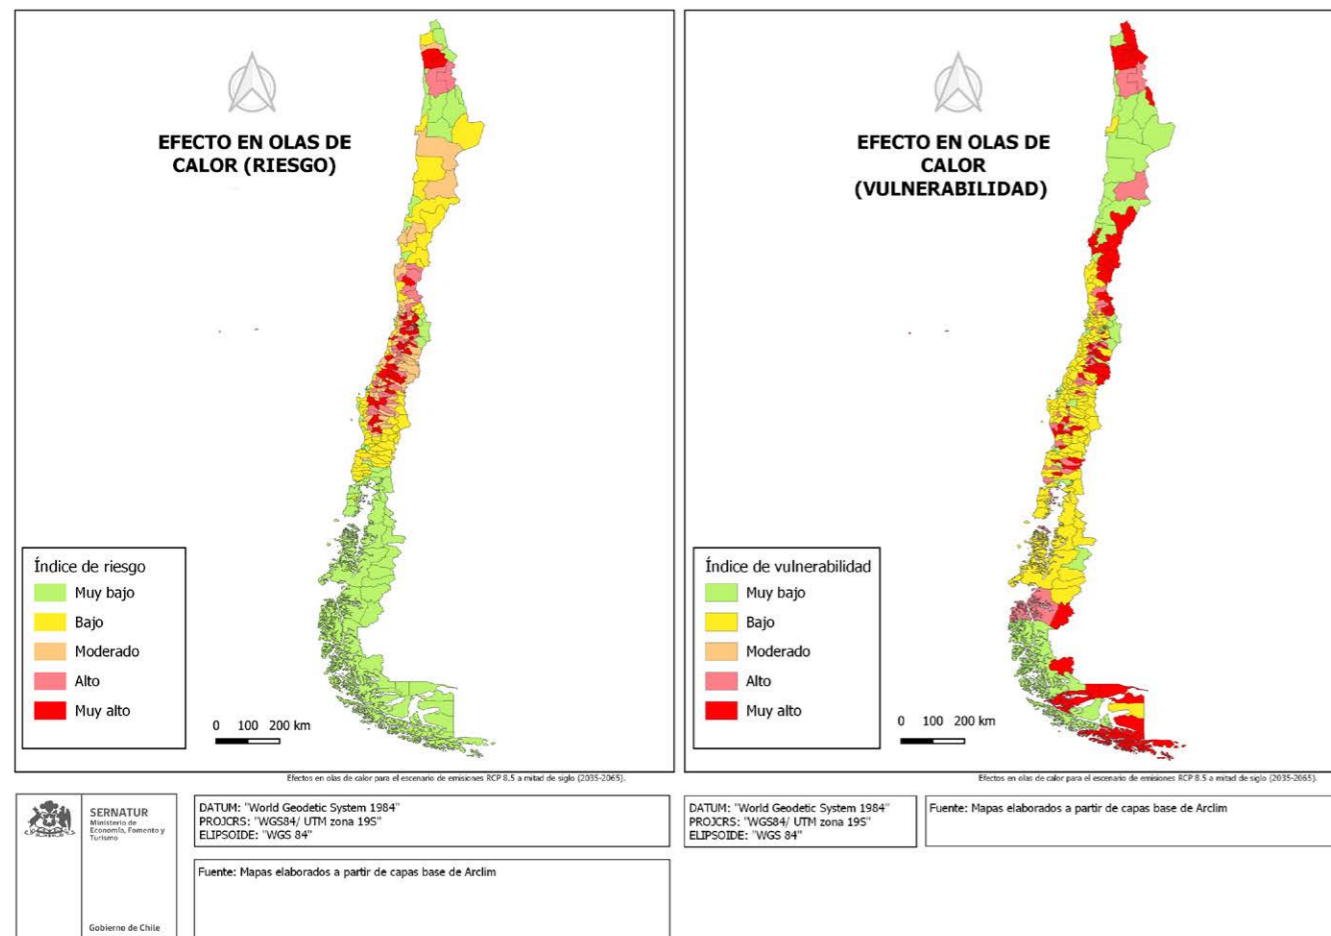 EFECTO EN OLAS DE
CALOR (RIESGO)
Índice de riesgo
Muy bajo
Bajo
Moderado
Alto
Muy alto
0 100 200 km
Efectos en olas de calor para el escenario de emisiones RCP 8.5 a mitad de siglo (2035-2065).
EFECTO EN OLAS DE
CALOR
(VULNERABILIDAD)
Índice de vulnerabilidad
Muy bajo
Bajo
Moderado
Alto
Muy alto
0 100 200 km
Efectos en olas de calor para el escenario de emisiones RCP 8.5 a mitad de siglo (2035-2065).
SERNATUR
Ministerio de
Economía, Fomento y
Turismo
Gobierno de Chile
DATUM: "World Geodetic System 1984"
PROJCRS: "WGS84/ UTM zona 19S"
ELIPSOIDE: "WGS 84"
Fuente: Mapas elaborados a partir de capas base de Arclim
DATUM: "World Geodetic System 1984"
PROJCRS: "WGS84/ UTM zona 19S"
ELIPSOIDE: "WGS 84"
Fuente: Mapas elaborados a partir de capas base de Arclim